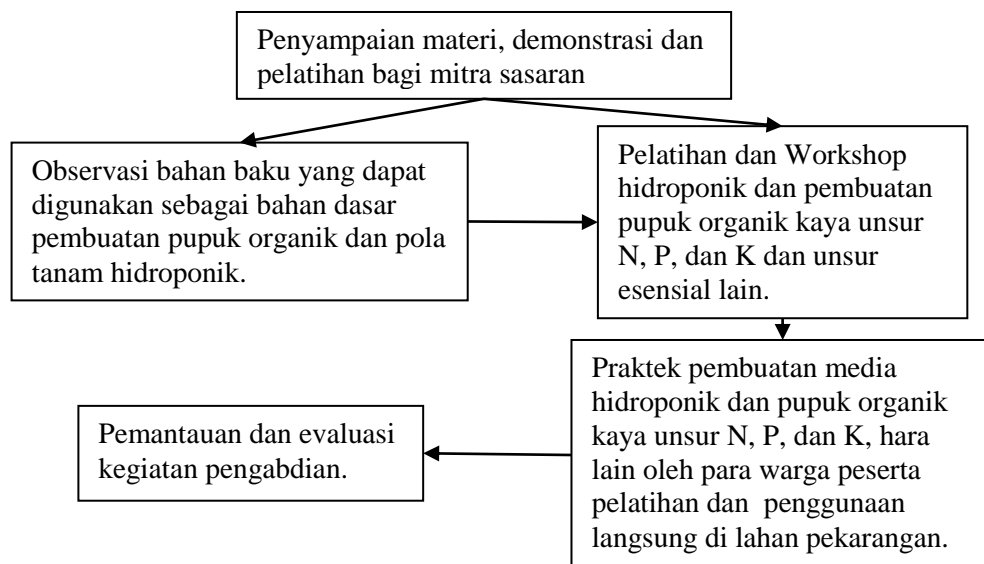 Penyampaian materi, demonstrasi dan
pelatihan bagi mitra sasaran
Observasi bahan baku yang dapat
digunakan sebagai bahan dasar
pembuatan pupuk organik dan pola
tanam hidroponik.
Pelatihan dan Workshop
hidroponik dan pembuatan
pupuk organik kaya unsur
N, P, dan K dan unsur
esensial lain.
Praktek pembuatan media
hidroponik dan pupuk organik
kaya unsur N, P, dan K, hara
lain oleh para warga peserta
pelatihan dan penggunaan
langsung di lahan pekarangan.
Pemantauan dan evaluasi
kegiatan pengabdian.